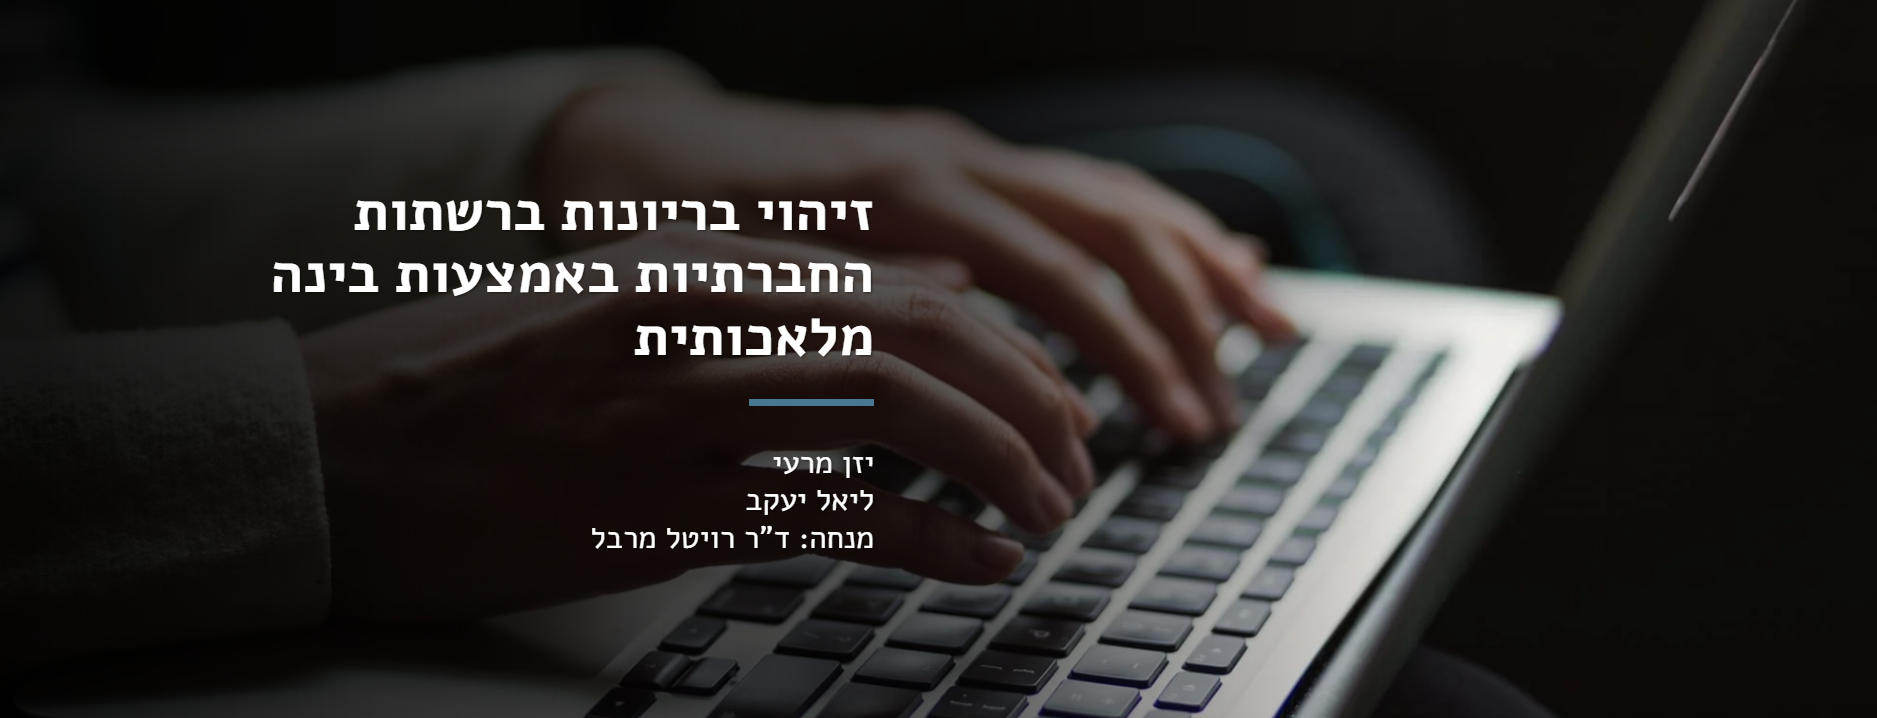 זיהוי בריונות ברשתות
החברתיות באמצעות בינה
מלאכותית
יזן מרעי
ליאל יעקב
מנחה: ד"ר רויטל מרבל